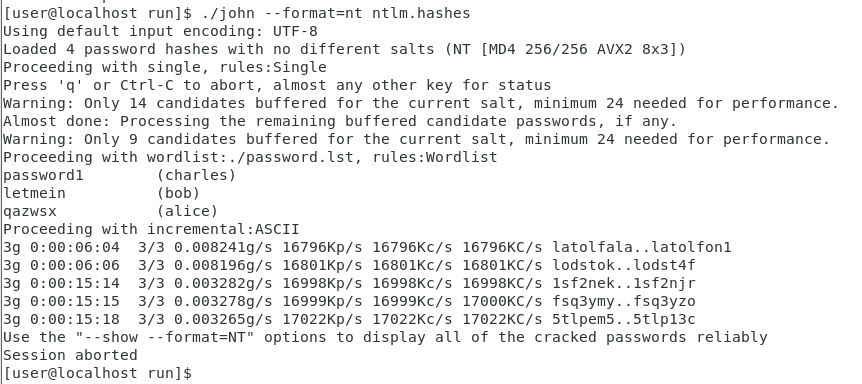 [user@localhost run]$ ./john --format=nt ntlm.hashes
Using default input encoding: UTF-8
Loaded 4 password hashes with no different salts (NT [MD4 256/256 AVX2 8x3])
Proceeding with single, rules:Single
Press 'q' or Ctrl-C to abort, almost any other key for status
Warning: Only 14 candidates buffered for the current salt, minimum 24 needed for performance.
Almost done: Processing the remaining buffered candidate passwords, if any.
Warning: Only 9 candidates buffered for the current salt, minimum 24 needed for performance.
Proceeding with wordlist:./password.lst, rules:Wordlist
password1        (charles)
letmein          (bob)
qazwsx           (alice)
Proceeding with incremental:ASCII
3g 0:00:06:04  3/3 0.008241g/s 16796Kp/s 16796Kc/s 16796KC/s latolfala..latolfon1
3g 0:00:06:06  3/3 0.008196g/s 16801Kp/s 16801Kc/s 16801KC/s lodstok..lodst4f
3g 0:00:15:14  3/3 0.003282g/s 16998Kp/s 16998Kc/s 16998KC/s 1sf2nek..1sf2njr
3g 0:00:15:15  3/3 0.003278g/s 16999Kp/s 16999Kc/s 17000KC/s fsq3ymy..fsq3yzo
3g 0:00:15:18  3/3 0.003265g/s 17022Kp/s 17022Kc/s 17022KC/s 5tlpem5..5tlp13c
Use the "--show --format=NT" options to display all of the cracked passwords reliably
Session aborted
[user@localhost run]$